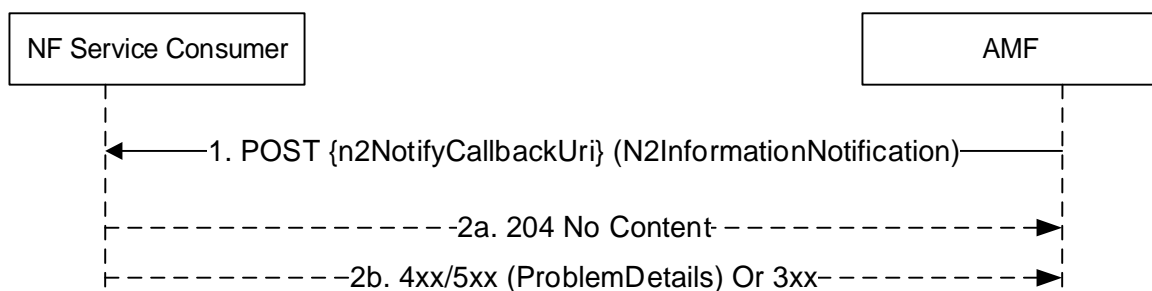 NF Service Consumer
AMF
1. POST {n2NotifyCallbackUri} (N2InformationNotification)
2a. 204 No Content
2b. 4xx/5xx (ProblemDetails) Or 3xx